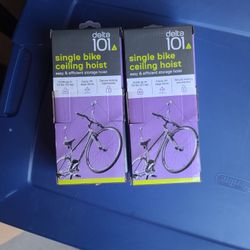 delta
101
single bike
ceiling hoist
easy & efficient storage hoist
delta
101
single bike
ceiling hoist
easy & efficient storage hoist